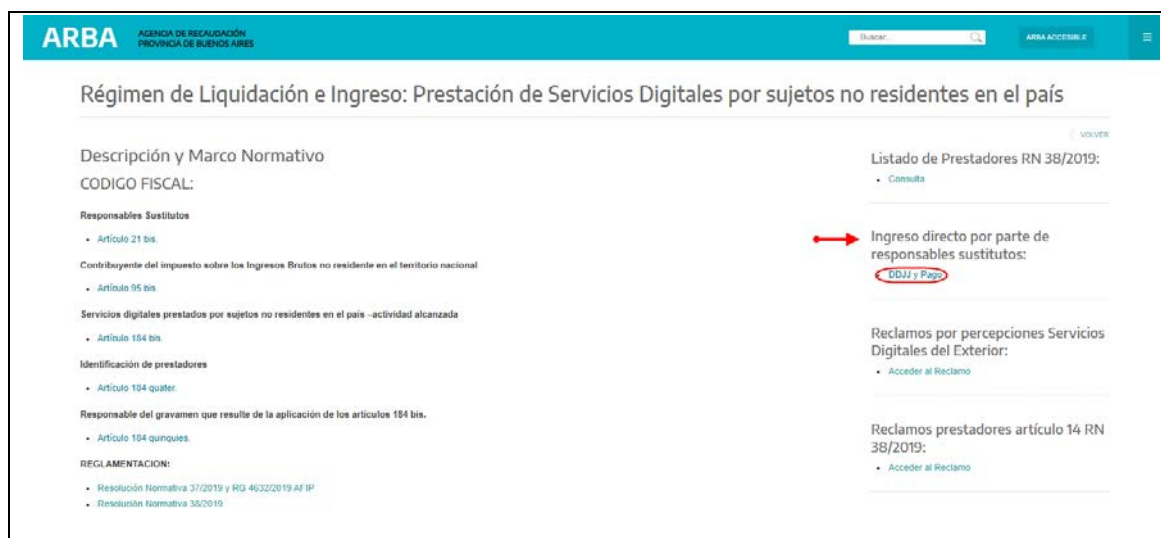 ARBA
AGENCIA DE RECAUDACIÓN
PROVINCIA DE BUENOS AIRES
Buscar...
ARBA ACCESIBLE
Régimen de Liquidación e Ingreso: Prestación de Servicios Digitales por sujetos no residentes en el país
VOLVER
Descripción y Marco Normativo
CODIGO FISCAL:
Responsables Sustitutos
• Artículo 21 bis.
Contribuyente del impuesto sobre los Ingresos Brutos no residente en el territorio nacional
• Artículo 95 bis.
Servicios digitales prestados por sujetos no residentes en el país –actividad alcanzada
• Artículo 184 bis.
Identificación de prestadores
• Artículo 184 quater.
Responsable del gravamen que resulte de la aplicación de los artículos 184 bis.
• Artículo 184 quinquies.
REGLAMENTACION:
• Resolución Normativa 37/2019 y RG 4632/2019 AFIP
• Resolución Normativa 38/2019
Listado de Prestadores RN 38/2019:
• Consulta
Ingreso directo por parte de
responsables sustitutos:
• DDJJ y Pago
Reclamos por percepciones Servicios
Digitales del Exterior:
• Acceder al Reclamo
Reclamos prestadores artículo 14 RN
38/2019:
• Acceder al Reclamo